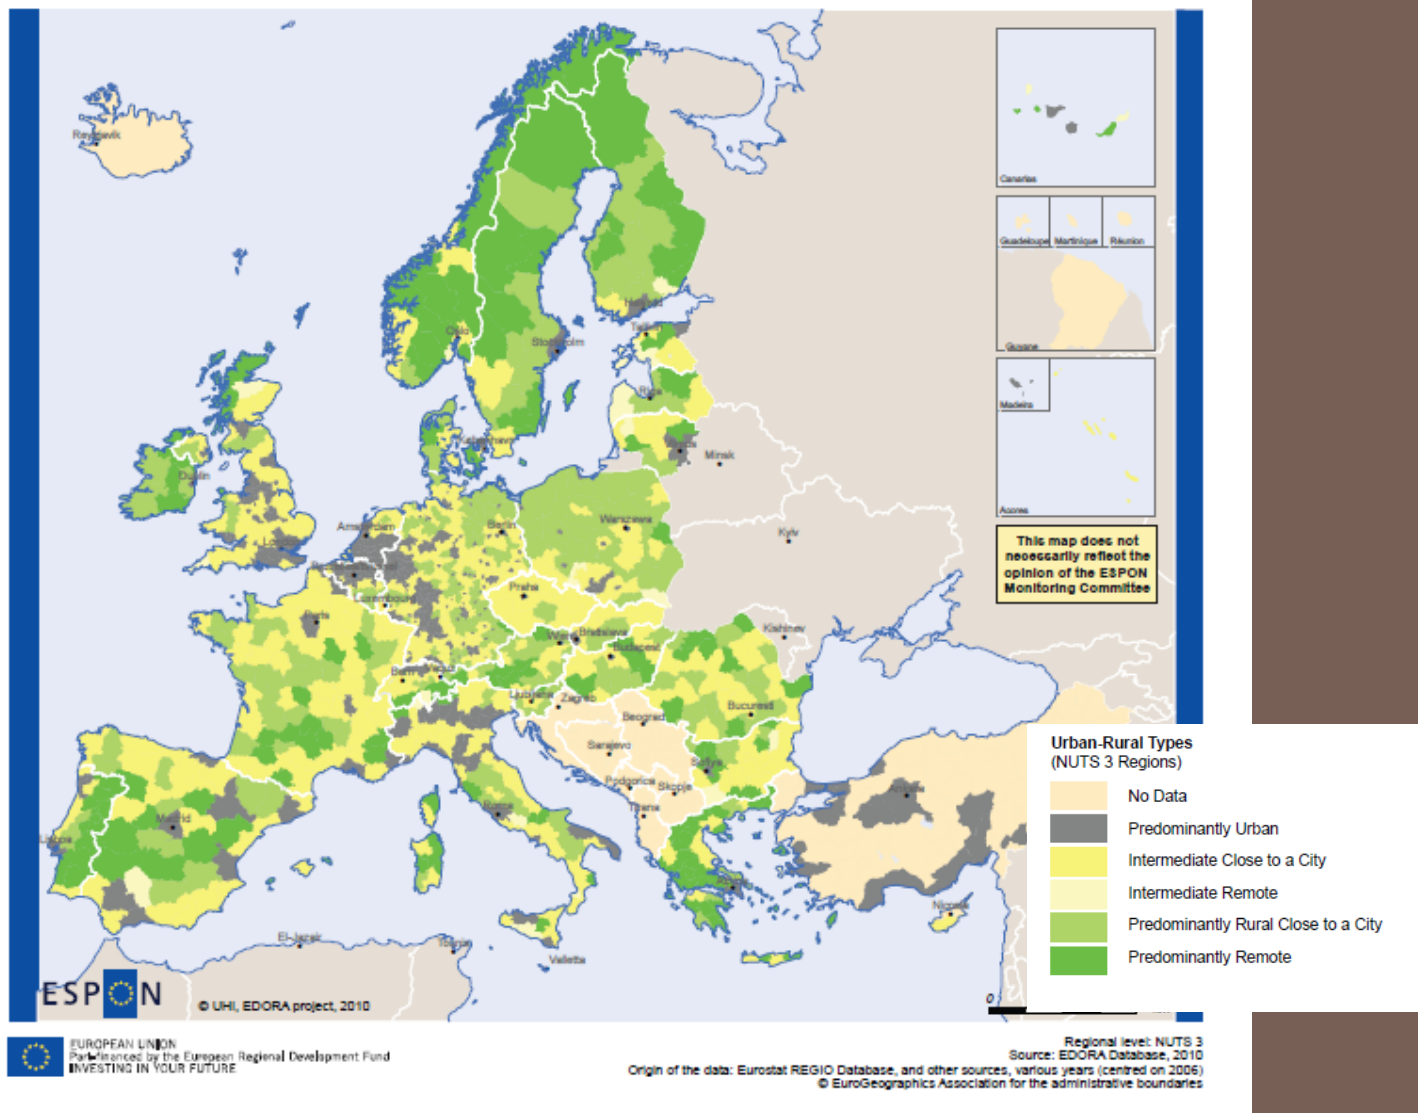 Reykjavik
Canarias
Guadeloupe
Martinique
Réunion
Guyane
Madeira
Acores
This map does not
necessarily reflect the
opinion of the ESPON
Monitoring Committee
Helsinki
Tallinn
Oslo
Stockholm
Riga
København
Vilnius
Minsk
Dublin
Amsterdam
Berlin
Warszawa
London
Kyiv
Luxembourg
Praha
Paris
Wien
Bratislava
Kishinev
Budapest
Bern
Vaduz
Ljubljana
Zagreb
Bucuresti
Beograd
Sarajevo
Sofiya
Podgorica
Skopje
Tirana
Ankara
Roma
Madrid
Lisboa
Athinai
Nicosia
El-Jazair
Tounis
Valletta
Urban-Rural Types
(NUTS 3 Regions)
No Data
Predominantly Urban
Intermediate Close to a City
Intermediate Remote
Predominantly Rural Close to a City
Predominantly Remote
0
ESPON
© UHI, EDORA project, 2010
EUROPEAN UNION
Part-financed by the European Regional Development Fund
INVESTING IN YOUR FUTURE
Regional level: NUTS 3
Source: EDORA Database, 2010
Origin of the data: Eurostat REGIO Database, and other sources, various years (centred on 2006)
© EuroGeographics Association for the administrative boundaries